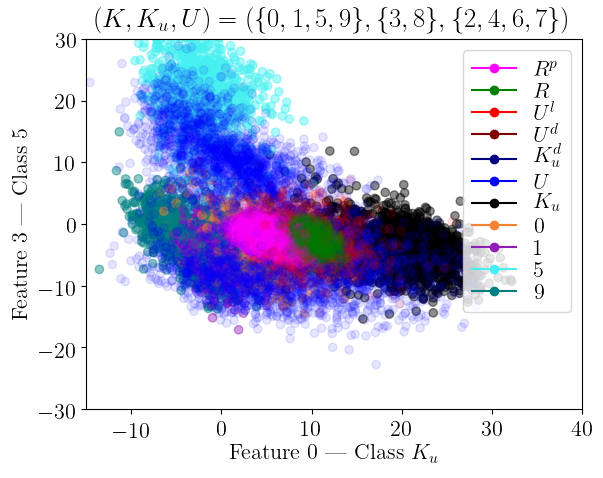 (K, K_u, U) = ({0, 1, 5, 9}, {3, 8}, {2, 4, 6, 7})
30
20
10
0
−10
−20
−30
Feature 3 — Class 5
R^p
R
U^l
U^d
K_u^d
U
K_u
0
1
5
9
−10
0
10
20
30
40
Feature 0 — Class K_u